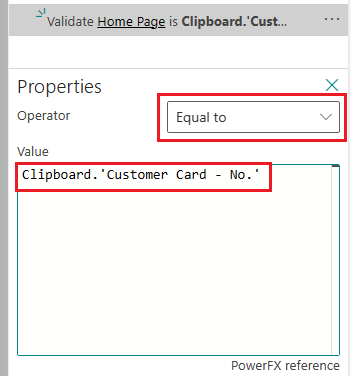 Validate Home Page is Clipboard.'Cust... ...
Properties
Operator
Equal to
Value
Clipboard.'Customer Card - No.'
PowerFX reference